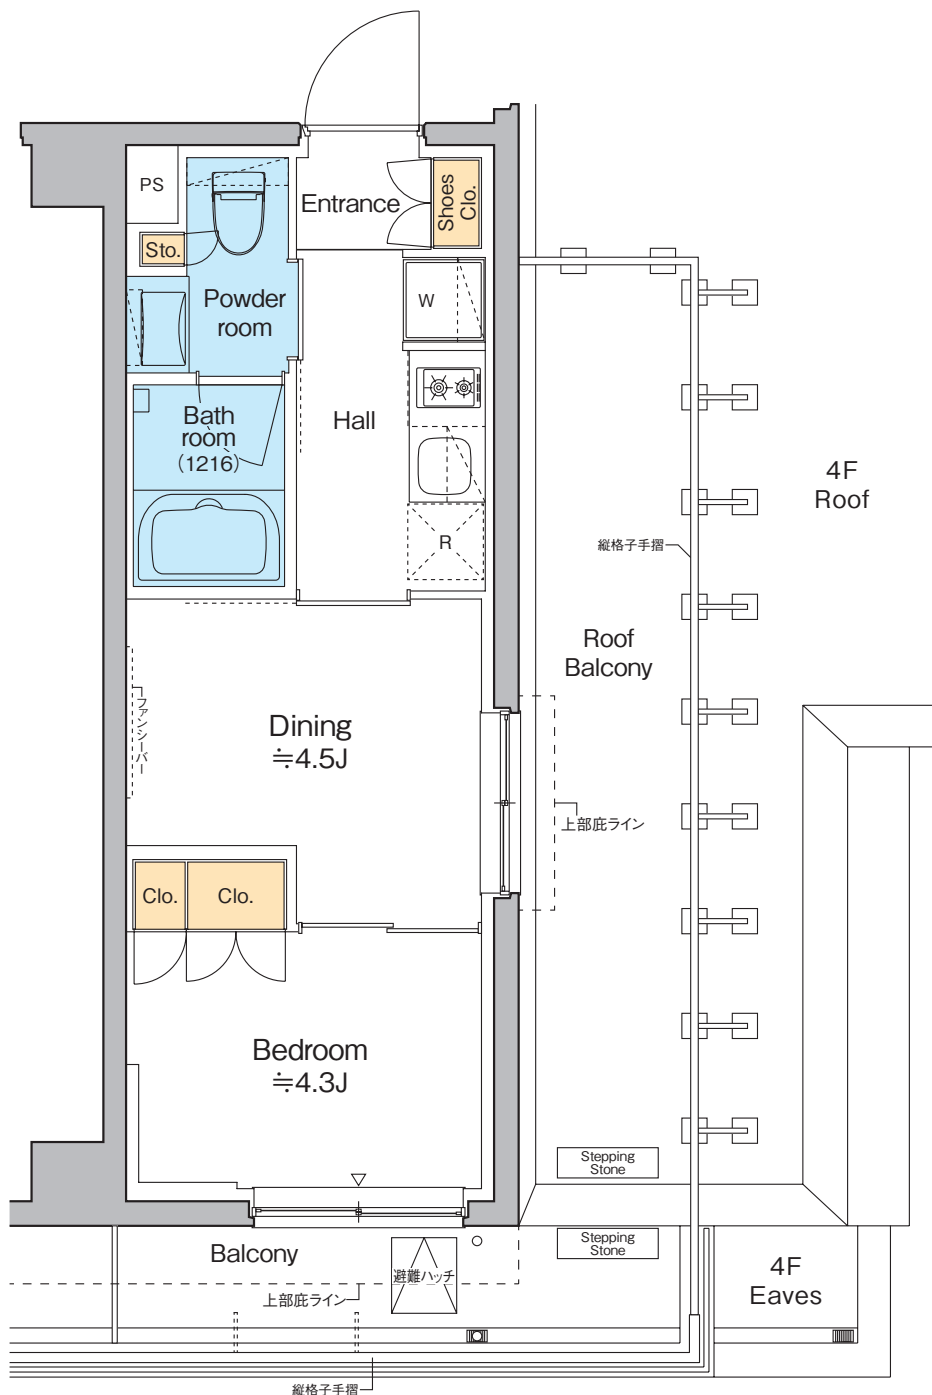 PS
Entrance
Shoes
Clo.
Sto.
Powder
room
W
Bath
room
(1216)
Hall
R
4F
Roof
縦格子手摺
Roof
Balcony
ファンシーバー
Dining
≒4.5J
上部庇ライン
Clo.
Clo.
Bedroom
≒4.3J
Stepping
Stone
Stepping
Stone
Balcony
避難ハッチ
上部庇ライン
4F
Eaves
縦格子手摺